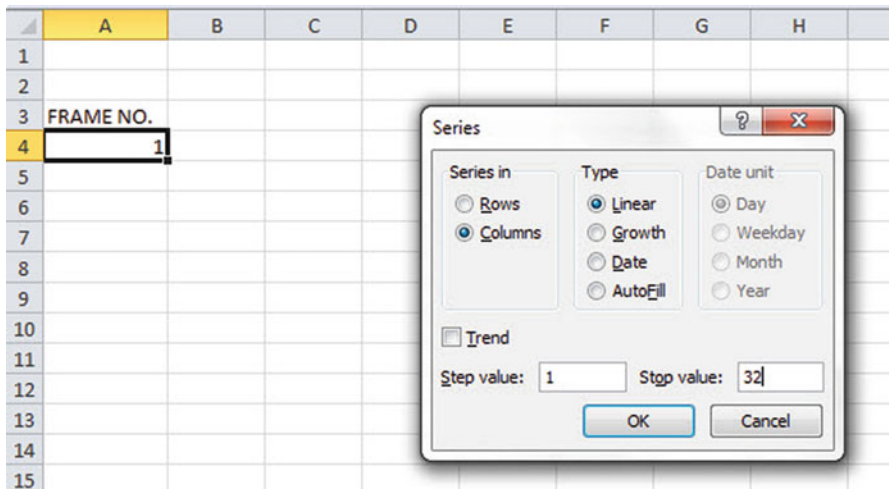 A B C D E F G H
1
2
3 FRAME NO.
4 1
5
6
7
8
9
10
11
12
13
14
15
Series
Series in Type Date unit
Rows Linear Day
Columns Growth Weekday
Date Month
AutoFill Year
Trend
Step value: 1 Stop value: 32
OK Cancel